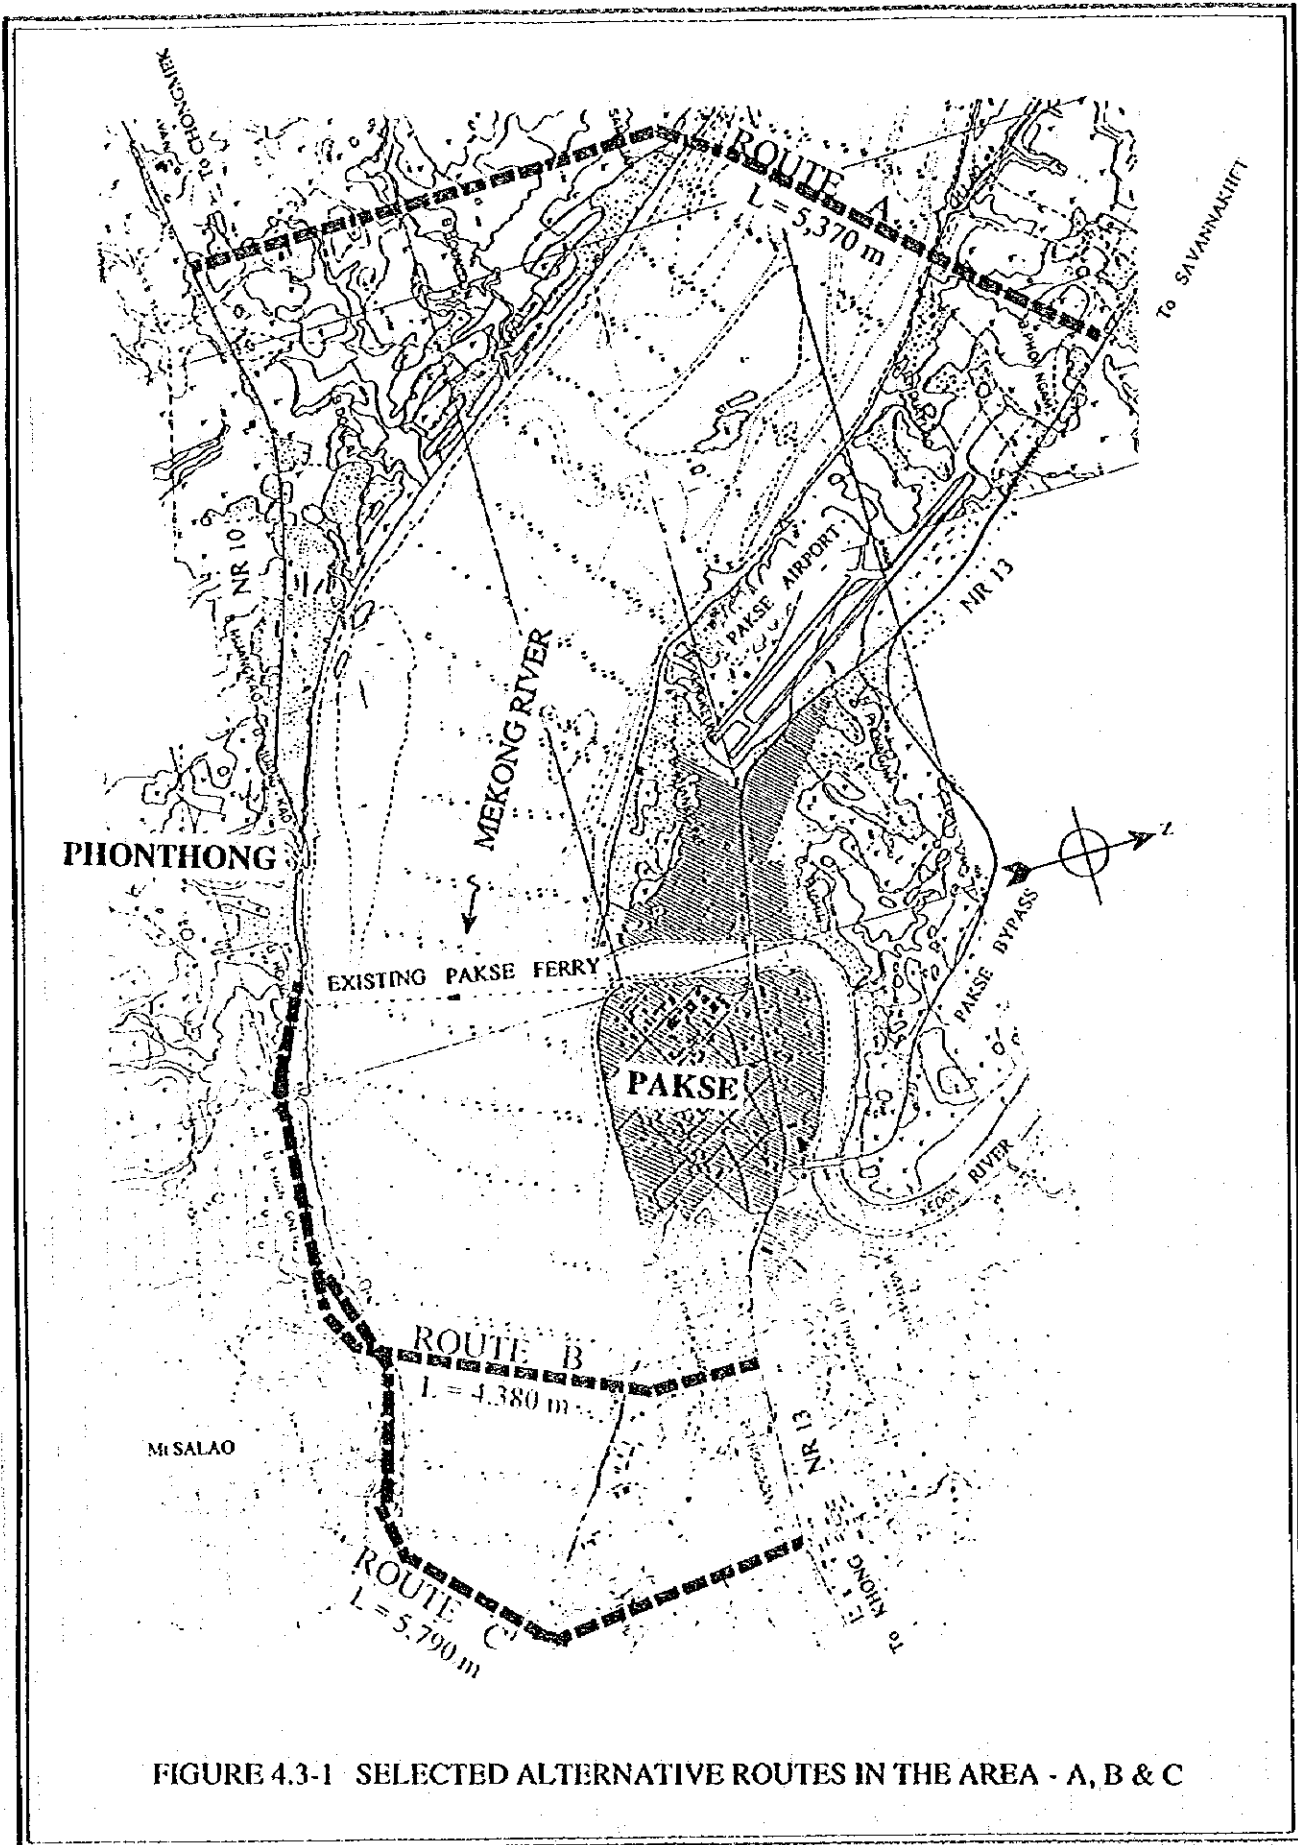 To CHONGMEK
ROUTE A
L = 5,370 m
To SAVANNAKHET
NR 10
PAKSE AIRPORT
NR 13
MEKONG RIVER
PHONTHONG
Z
PAKSE BYPASS
EXISTING PAKSE FERRY
PAKSE
XEDON RIVER
ROUTE B
L = 4.380 m
Mt SALAO
NR 13
ROUTE C
L = 5,790 m
To KHONG
FIGURE 4.3-1 SELECTED ALTERNATIVE ROUTES IN THE AREA - A, B & C